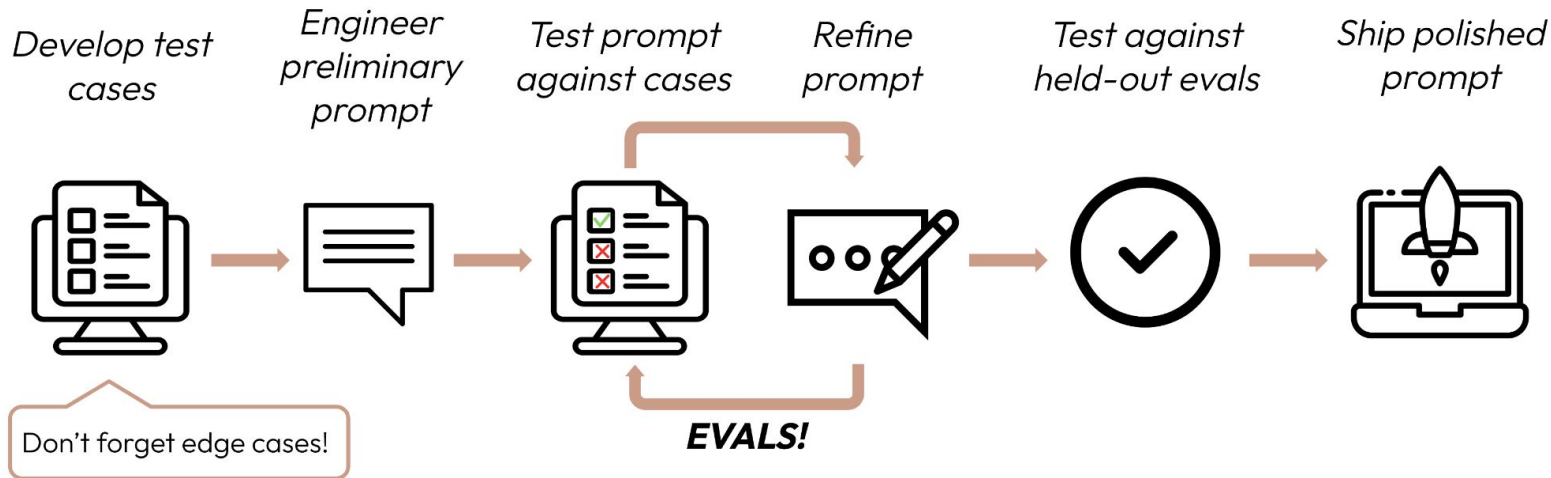 Develop test
cases
Engineer
preliminary
prompt
Test prompt
against cases
Refine
prompt
Test against
held-out evals
Ship polished
prompt
Don't forget edge cases!
EVALS!